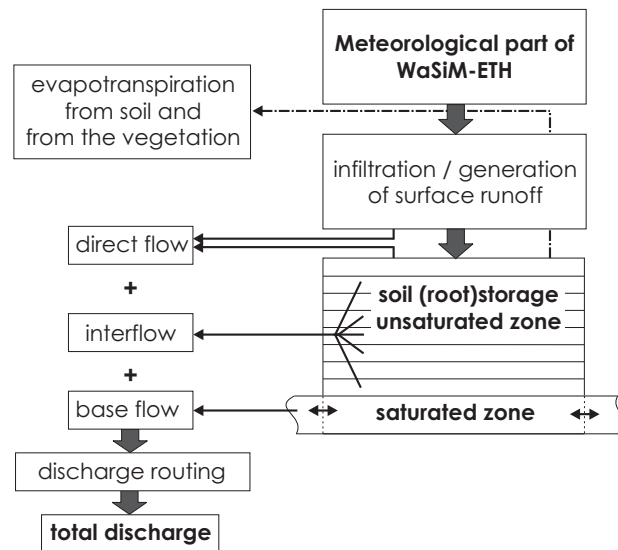 Meteorological part of
WaSiM-ETH
evapotranspiration
from soil and
from the vegetation
infiltration / generation
of surface runoff
direct flow
+
soil (root)storage
unsaturated zone
interflow
+
base flow
saturated zone
discharge routing
total discharge